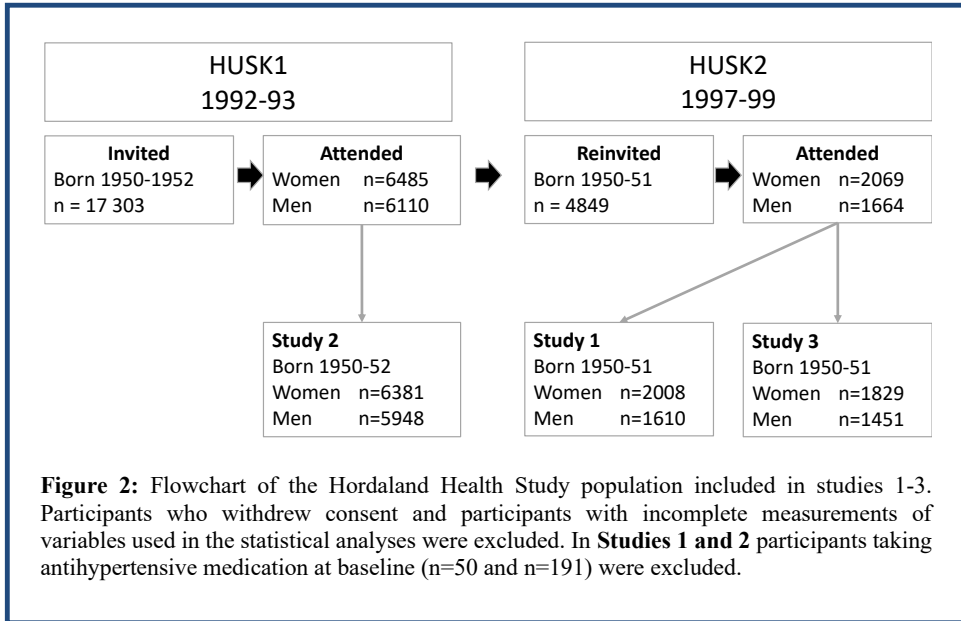 HUSK1
1992-93
HUSK2
1997-99
Invited
Born 1950-1952
n = 17 303
Attended
Women n=6485
Men n=6110
Reinvited
Born 1950-51
n = 4849
Attended
Women n=2069
Men n=1664
Study 2
Born 1950-52
Women n=6381
Men n=5948
Study 1
Born 1950-51
Women n=2008
Men n=1610
Study 3
Born 1950-51
Women n=1829
Men n=1451
Figure 2: Flowchart of the Hordaland Health Study population included in studies 1-3.
Participants who withdrew consent and participants with incomplete measurements of
variables used in the statistical analyses were excluded. In Studies 1 and 2 participants taking
antihypertensive medication at baseline (n=50 and n=191) were excluded.